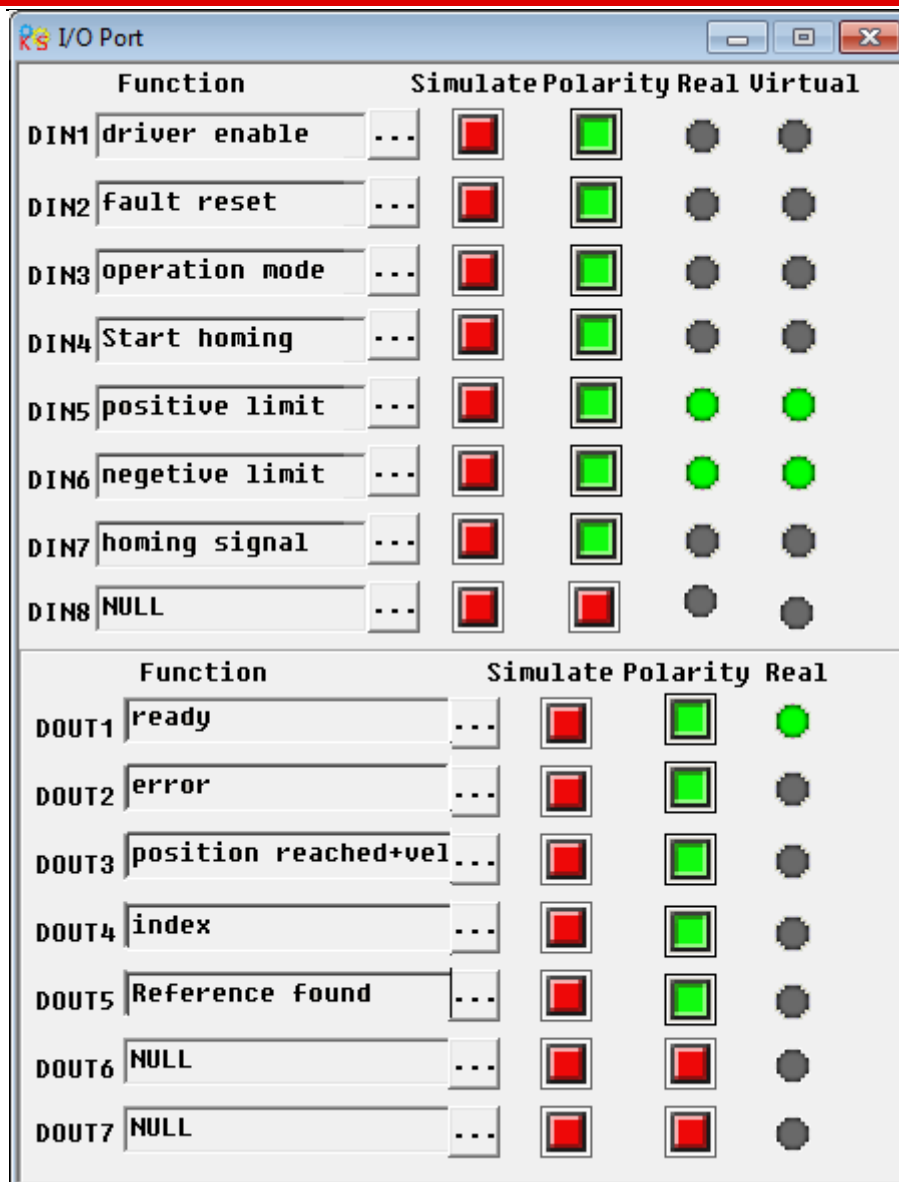 I/O Port
Function Simulate Polarity Real Virtual
DIN1 driver enable ...
DIN2 fault reset ...
DIN3 operation mode ...
DIN4 Start homing ...
DIN5 positive limit ...
DIN6 negetive limit ...
DIN7 homing signal ...
DIN8 NULL ...
Function Simulate Polarity Real
DOUT1 ready ...
DOUT2 error ...
DOUT3 position reached+vel ...
DOUT4 index ...
DOUT5 Reference found ...
DOUT6 NULL ...
DOUT7 NULL ...